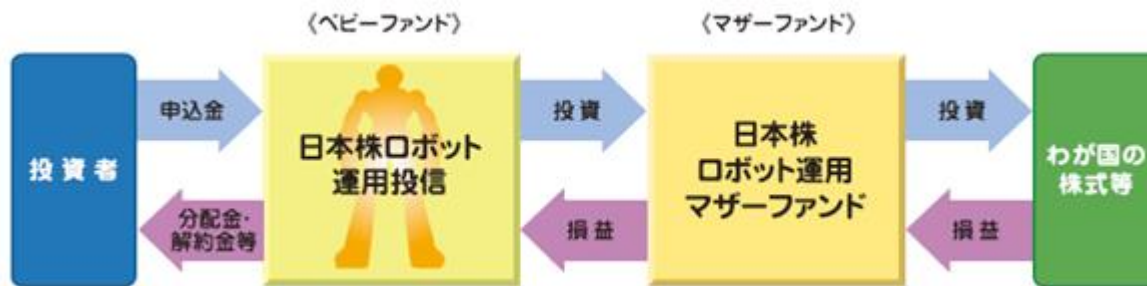 〈ベビーファンド〉
〈マザーファンド〉
投資者
申込金
分配金・
解約金等
日本株ロボット
運用投信
投資
損益
日本株
ロボット運用
マザーファンド
投資
損益
わが国の
株式等